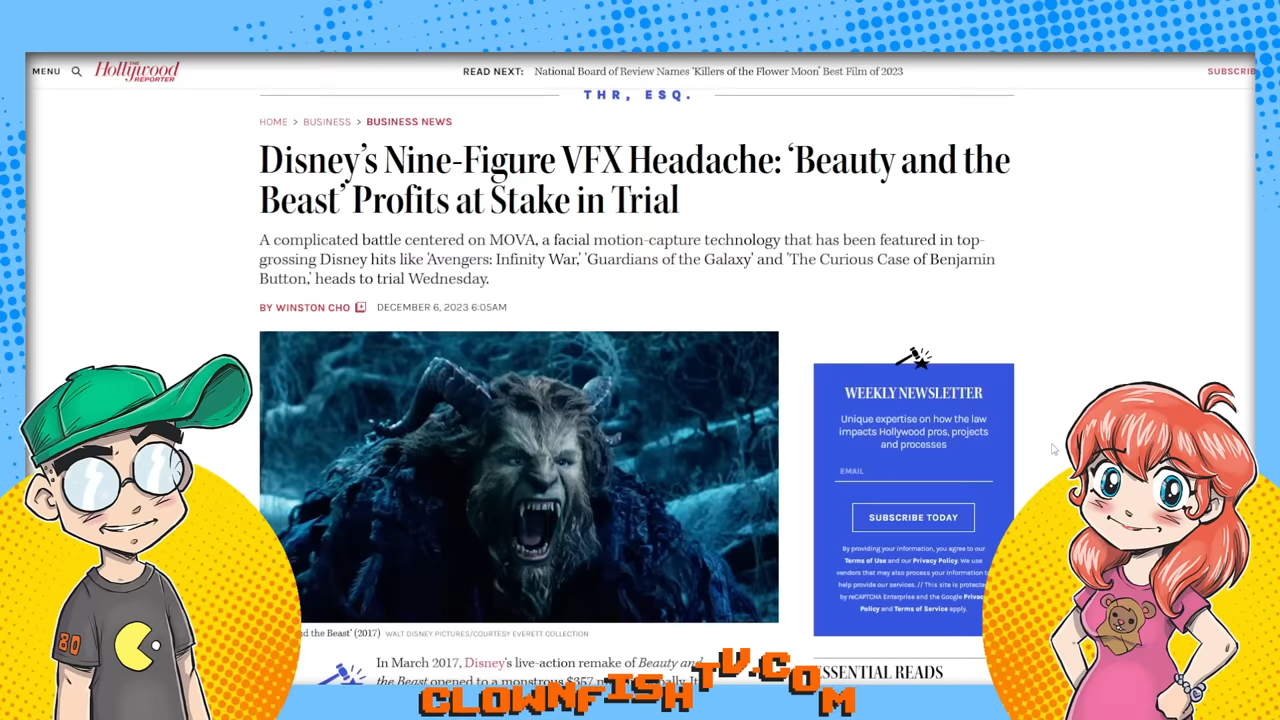 MENU
THE
Hollywood
REPORTER
READ NEXT: National Board of Review Names 'Killers of the Flower Moon' Best Film of 2023
SUBSCRIB
THR, ESQ.
HOME > BUSINESS > BUSINESS NEWS
Disney's Nine-Figure VFX Headache: 'Beauty and the
Beast' Profits at Stake in Trial
A complicated battle centered on MOVA, a facial motion-capture technology that has been featured in top-
grossing Disney hits like 'Avengers: Infinity War,' 'Guardians of the Galaxy' and 'The Curious Case of Benjamin
Button,' heads to trial Wednesday.
BY WINSTON CHO
DECEMBER 6, 2023 6:05AM
WEEKLY NEWSLETTER
Unique expertise on how the law
impacts Hollywood pros, projects
and processes
EMAIL
SUBSCRIBE TODAY
By providing your information, you agree to our
Terms of Use and our Privacy Policy. We use
vendors that may also process your information to
help provide our services. // This site is protected
by reCAPTCHA Enterprise and the Google Privac
Policy and Terms of Service apply.
nd the Beast' (2017) WALT DISNEY PICTURES/COURTESY EVERETT COLLECTION
In March 2017, Disney's live-action remake of Beauty and
the Beast opened to a monstrous $357
ESSENTIAL READS
80
CLOWNFISHTV.COM